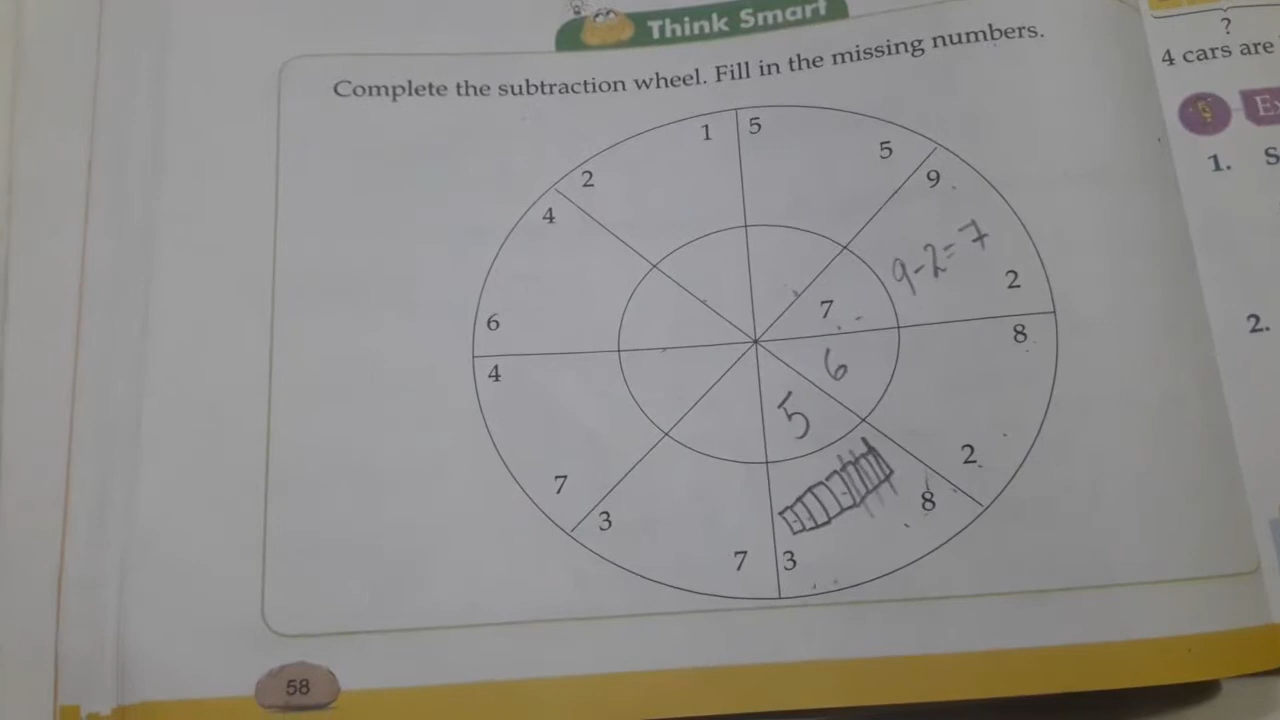 Think Smart
Complete the subtraction wheel. Fill in the missing numbers.
1 5
2 5
4 9
9-2=7
6 7 2
4 6 8
5
7 2
3 8
7 3
58
?
4 cars are
Ex
1. S
2.